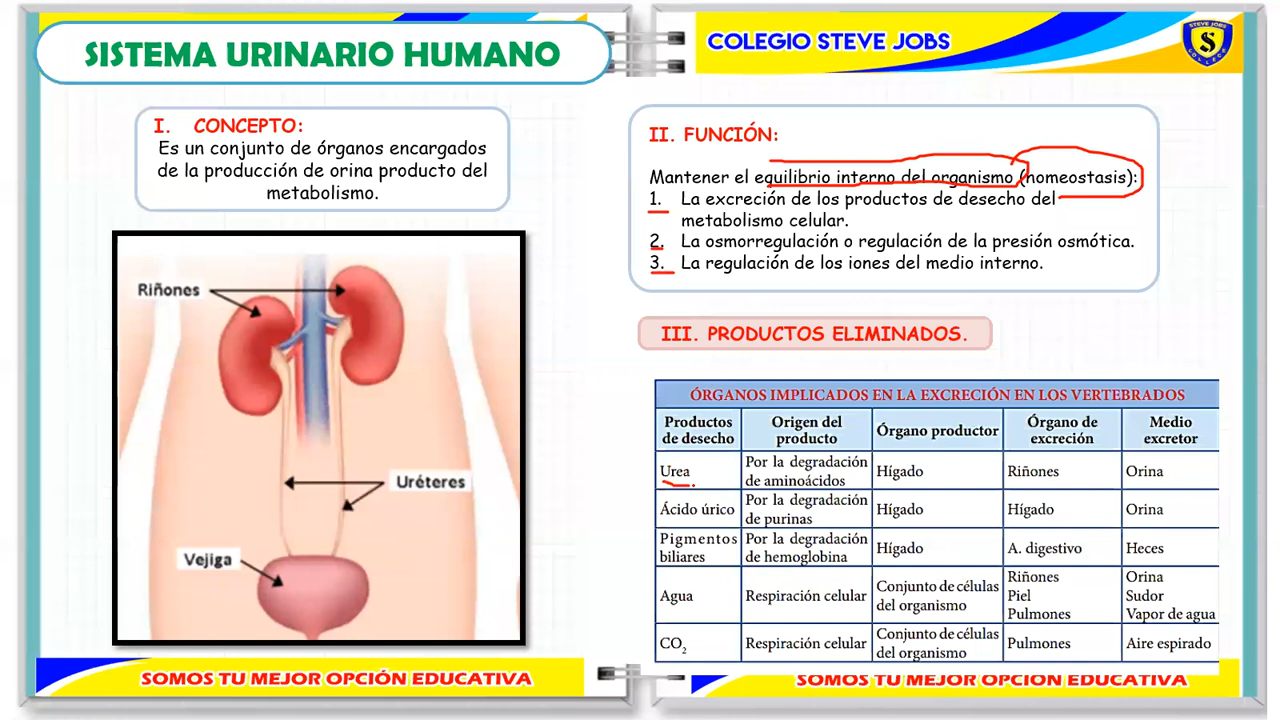 SISTEMA URINARIO HUMANO
I. CONCEPTO:
Es un conjunto de órganos encargados
de la producción de orina producto del
metabolismo.
Riñones
Uréteres
Vejiga
SOMOS TU MEJOR OPCIÓN EDUCATIVA
COLEGIO STEVE JOBS
STEVE JOBS
S
COLLEGE
II. FUNCIÓN:
Mantener el equilibrio interno del organismo (homeostasis):
1. La excreción de los productos de desecho del
metabolismo celular.
2. La osmorregulación o regulación de la presión osmótica.
3. La regulación de los iones del medio interno.
III. PRODUCTOS ELIMINADOS.
ÓRGANOS IMPLICADOS EN LA EXCRECIÓN EN LOS VERTEBRADOS
Productos de desecho Origen del producto Órgano productor Órgano de excreción Medio excretor
Urea Por la degradación de aminoácidos Hígado Riñones Orina
Ácido úrico Por la degradación de purinas Hígado Hígado Orina
Pigmentos biliares Por la degradación de hemoglobina Hígado A. digestivo Heces
Agua Respiración celular Conjunto de células del organismo Riñones Piel Pulmones Orina Sudor Vapor de agua
CO₂ Respiración celular Conjunto de células del organismo Pulmones Aire espirado
SOMOS TU MEJOR OPCIÓN EDUCATIVA